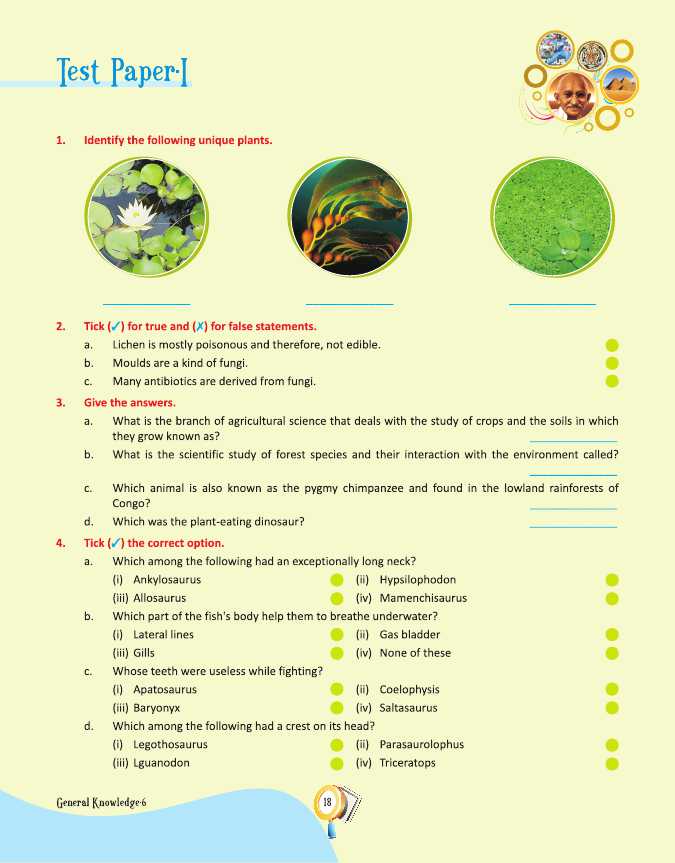 Test Paper-I
1. Identify the following unique plants.
2. Tick (✓) for true and (✗) for false statements.
a. Lichen is mostly poisonous and therefore, not edible.
b. Moulds are a kind of fungi.
c. Many antibiotics are derived from fungi.
3. Give the answers.
a. What is the branch of agricultural science that deals with the study of crops and the soils in which
they grow known as?
b. What is the scientific study of forest species and their interaction with the environment called?
c. Which animal is also known as the pygmy chimpanzee and found in the lowland rainforests of
Congo?
d. Which was the plant-eating dinosaur?
4. Tick (✓) the correct option.
a. Which among the following had an exceptionally long neck?
(i) Ankylosaurus (ii) Hypsilophodon
(iii) Allosaurus (iv) Mamenchisaurus
b. Which part of the fish's body help them to breathe underwater?
(i) Lateral lines (ii) Gas bladder
(iii) Gills (iv) None of these
c. Whose teeth were useless while fighting?
(i) Apatosaurus (ii) Coelophysis
(iii) Baryonyx (iv) Saltasaurus
d. Which among the following had a crest on its head?
(i) Legothosaurus (ii) Parasaurolophus
(iii) Lguanodon (iv) Triceratops
General Knowledge-6
18